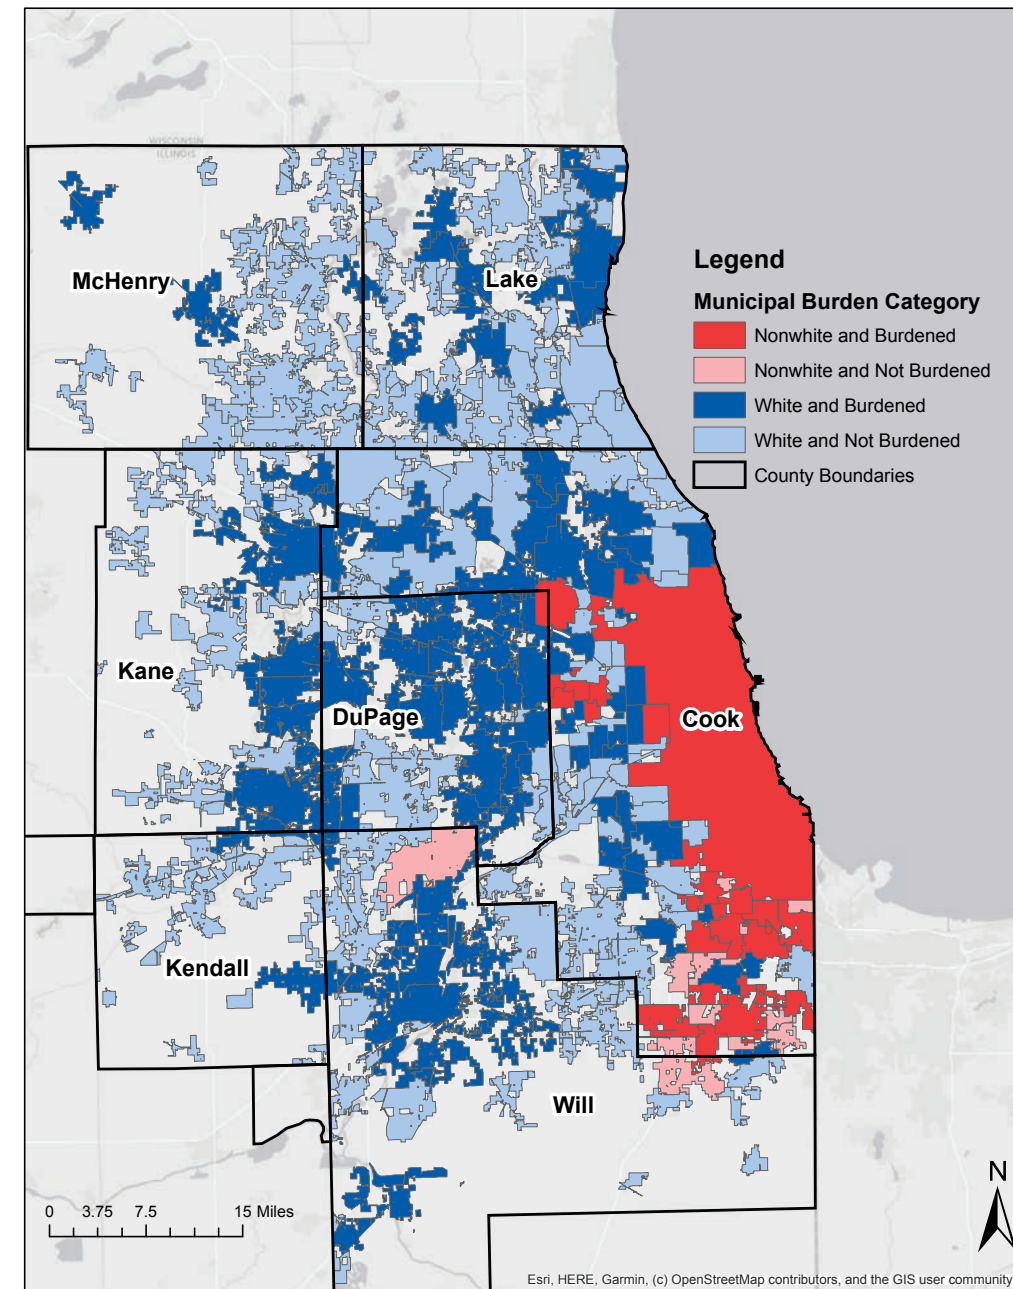 WISCONSIN
ILLINOIS
McHenry
Lake
Legend
Municipal Burden Category
Nonwhite and Burdened
Nonwhite and Not Burdened
White and Burdened
White and Not Burdened
County Boundaries
Kane
DuPage
Cook
Kendall
Will
N
0 3.75 7.5 15 Miles
Esri, HERE, Garmin, (c) OpenStreetMap contributors, and the GIS user community